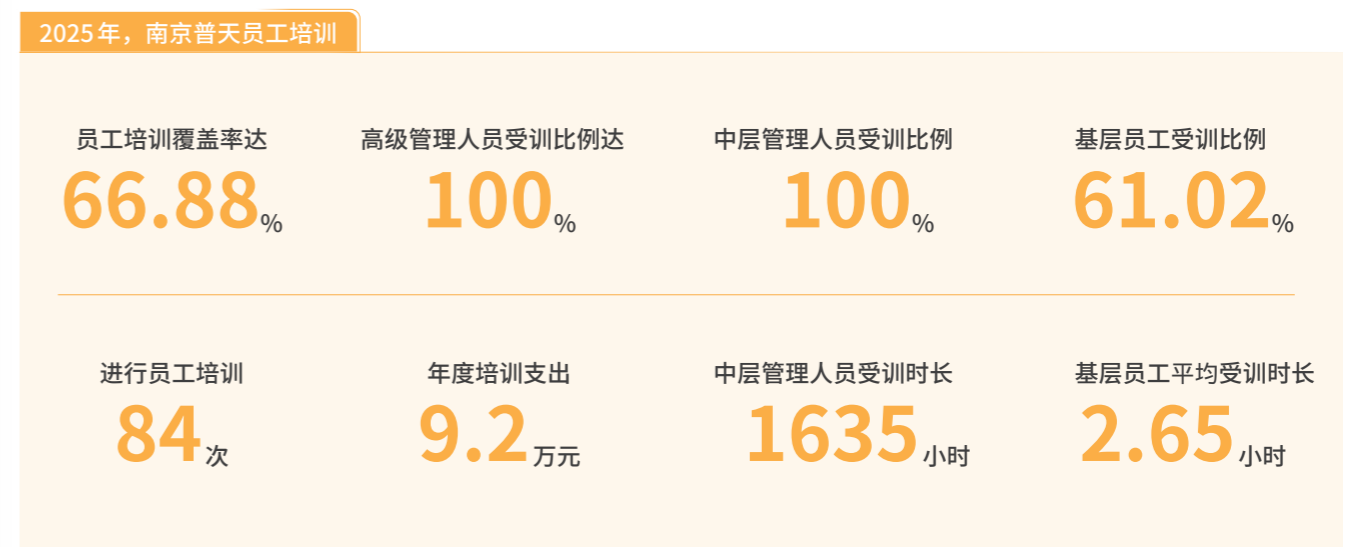 2025年，南京普天员工培训
员工培训覆盖率达
66.88%
高级管理人员受训比例达
100%
中层管理人员受训比例
100%
基层员工受训比例
61.02%
进行员工培训
84次
年度培训支出
9.2万元
中层管理人员受训时长
1635小时
基层员工平均受训时长
2.65小时